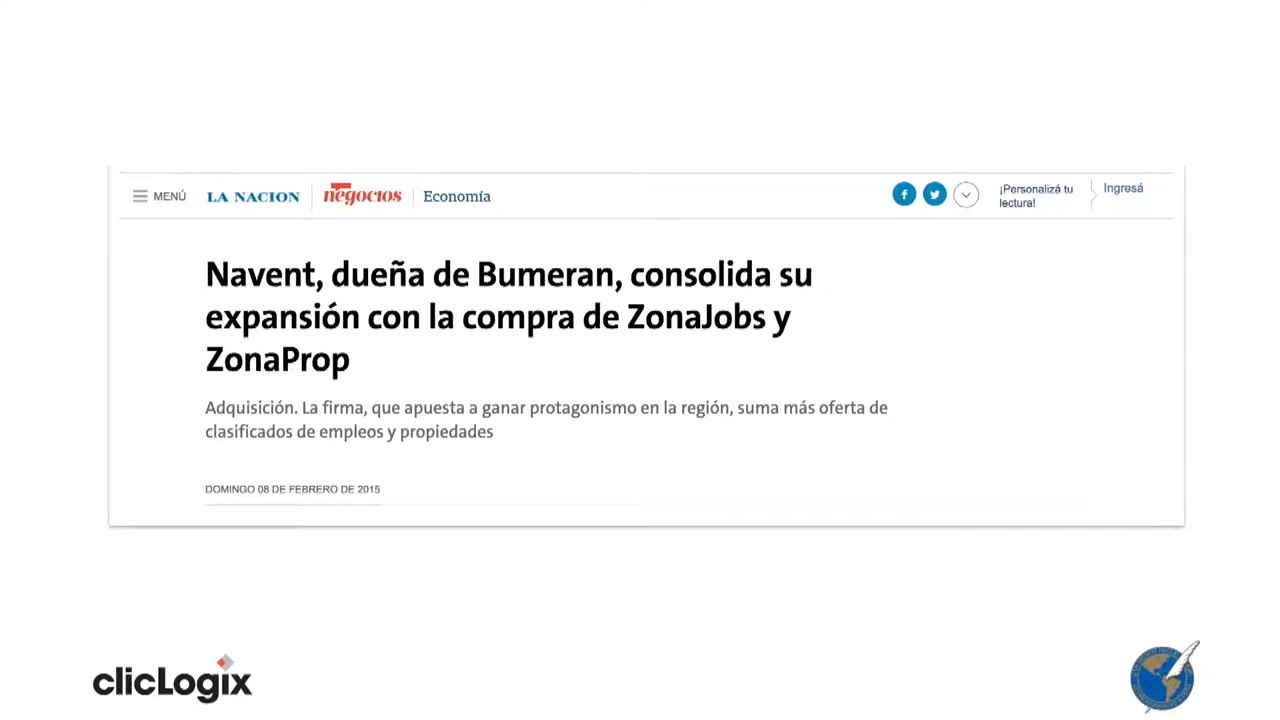 MENÚ LA NACION negocios Economía ¡Personalizá tu lectura! Ingresá
Navent, dueña de Bumeran, consolida su
expansión con la compra de ZonaJobs y
ZonaProp
Adquisición. La firma, que apuesta a ganar protagonismo en la región, suma más oferta de
clasificados de empleos y propiedades
DOMINGO 08 DE FEBRERO DE 2015
clicLogix